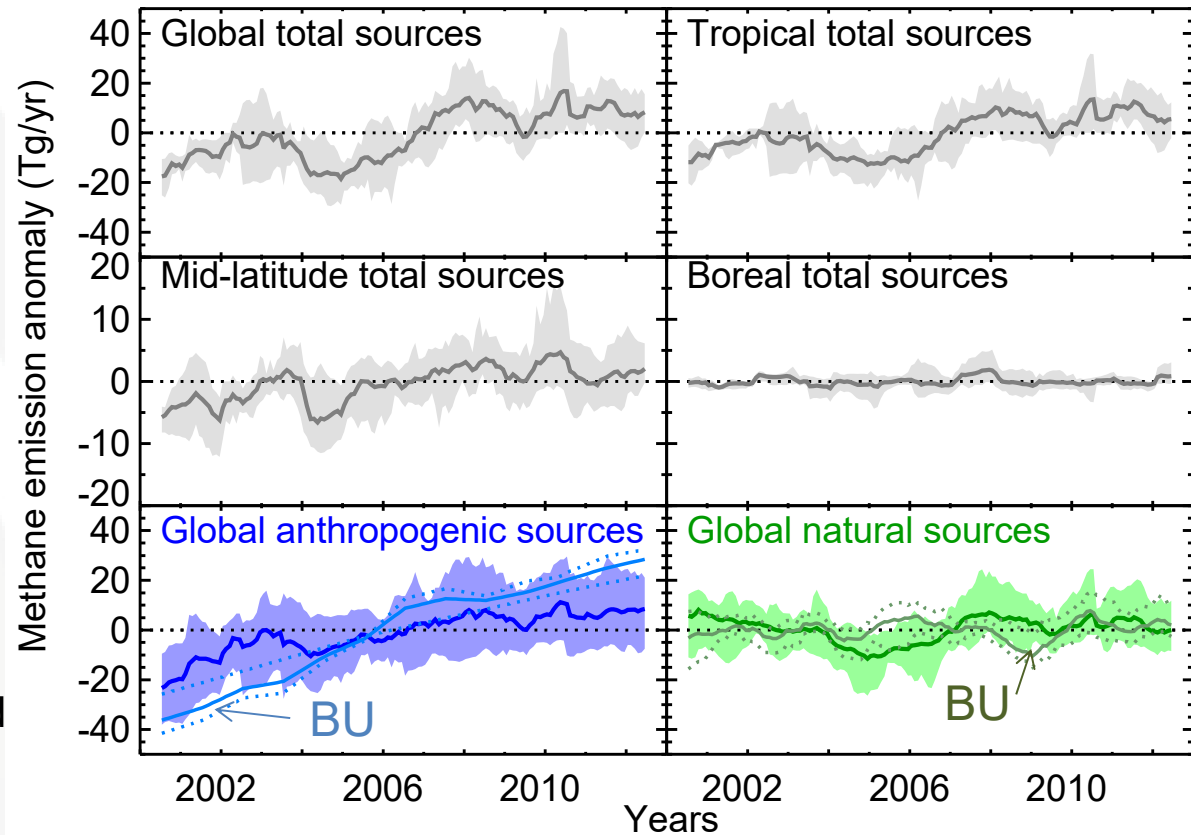 Methane emission anomaly (Tg/yr)
Global total sources
40
20
0
-20
-40
Tropical total sources
Mid-latitude total sources
20
10
0
-10
-20
Boreal total sources
Global anthropogenic sources
40
20
0
-20
-40
BU
Global natural sources
BU
2002 2006 2010
2002 2006 2010
Years